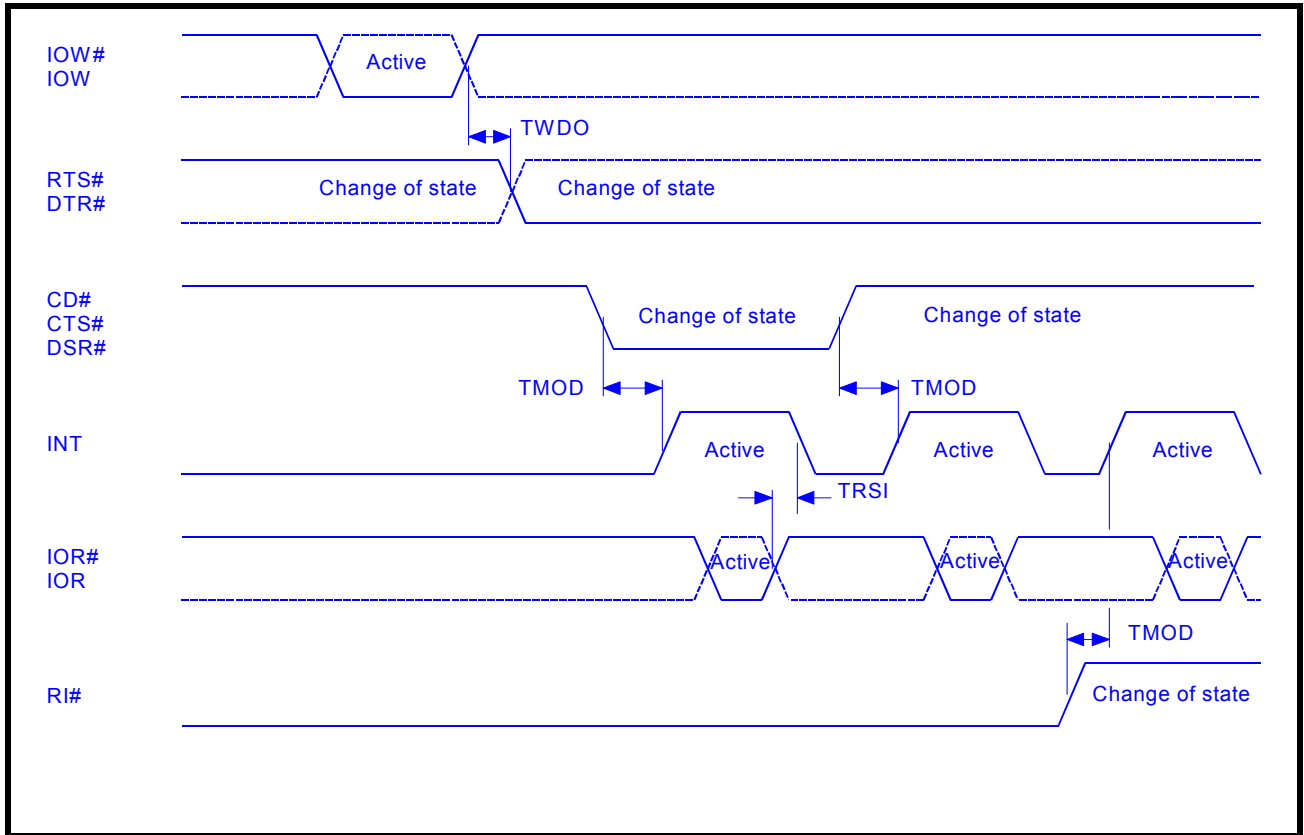 IOW#
IOW
Active
TWDO
RTS#
DTR#
Change of state
Change of state
CD#
CTS#
DSR#
Change of state
Change of state
TMOD
TMOD
INT
Active
Active
Active
TRSI
IOR#
IOR
Active
Active
Active
TMOD
RI#
Change of state